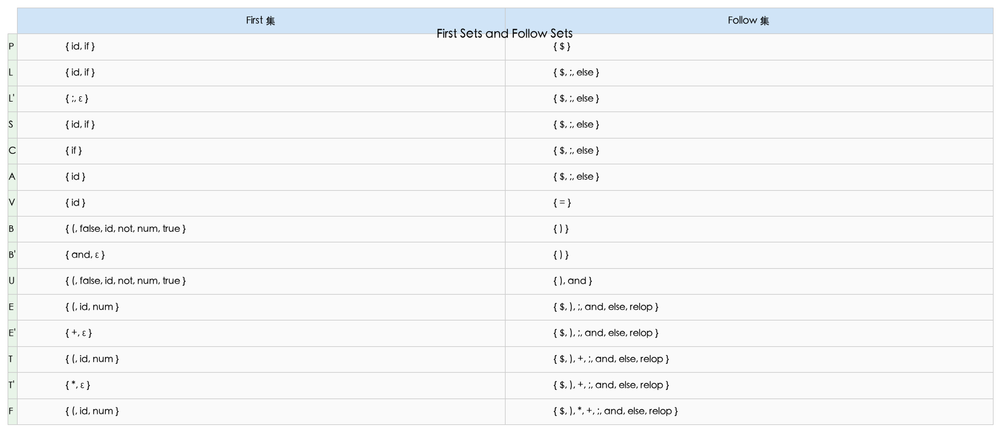 First 集 Follow 集
First Sets and Follow Sets
P { id, if } { $ }
L { id, if } { $, ;, else }
L' { ;, ε } { $, ;, else }
S { id, if } { $, ;, else }
C { if } { $, ;, else }
A { id } { $, ;, else }
V { id } { = }
B { (, false, id, not, num, true } { ) }
B' { and, ε } { ) }
U { (, false, id, not, num, true } { ), and }
E { (, id, num } { $, ), ;, and, else, relop }
E' { +, ε } { $, ), ;, and, else, relop }
T { (, id, num } { $, ), +, ;, and, else, relop }
T' { *, ε } { $, ), +, ;, and, else, relop }
F { (, id, num } { $, ), *, +, ;, and, else, relop }